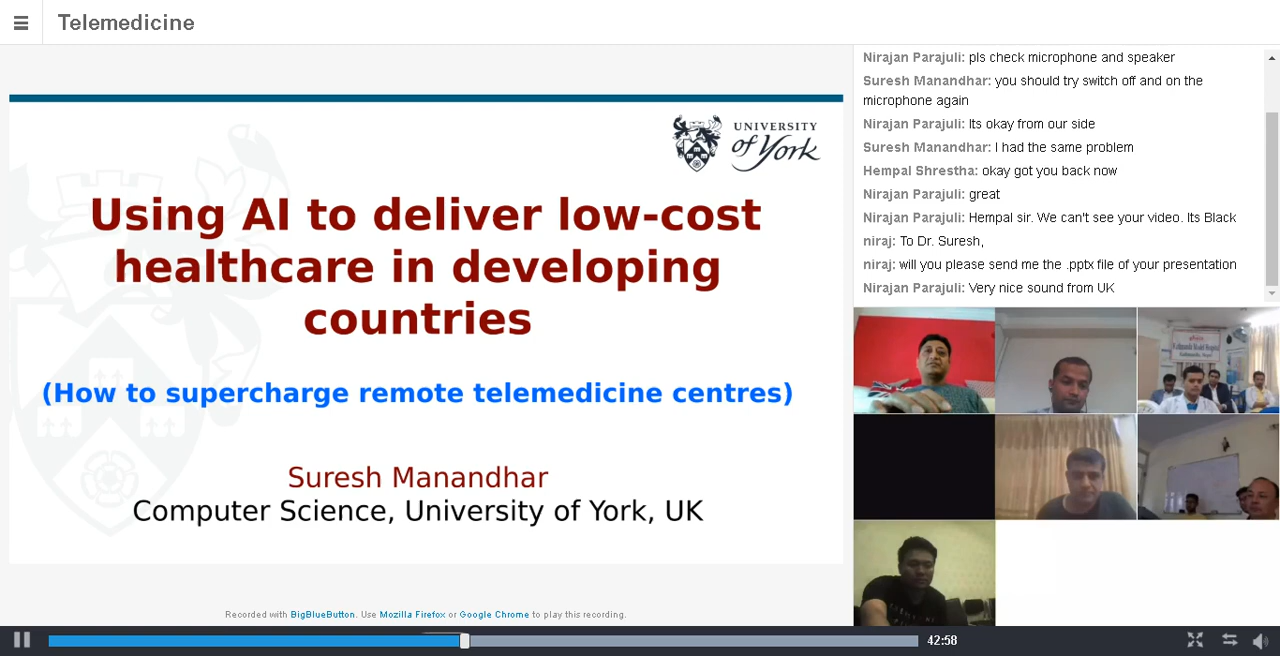 Telemedicine
UNIVERSITY
of York
Using AI to deliver low-cost
healthcare in developing
countries
(How to supercharge remote telemedicine centres)
Suresh Manandhar
Computer Science, University of York, UK
Recorded with BigBlueButton. Use Mozilla Firefox or Google Chrome to play this recording.
Nirajan Parajuli: pls check microphone and speaker
Suresh Manandhar: you should try switch off and on the
microphone again
Nirajan Parajuli: Its okay from our side
Suresh Manandhar: I had the same problem
Hempal Shrestha: okay got you back now
Nirajan Parajuli: great
Nirajan Parajuli: Hempal sir. We can't see your video. Its Black
niraj: To Dr. Suresh,
niraj: will you please send me the .pptx file of your presentation
Nirajan Parajuli: Very nice sound from UK
Model Hospital
42:58